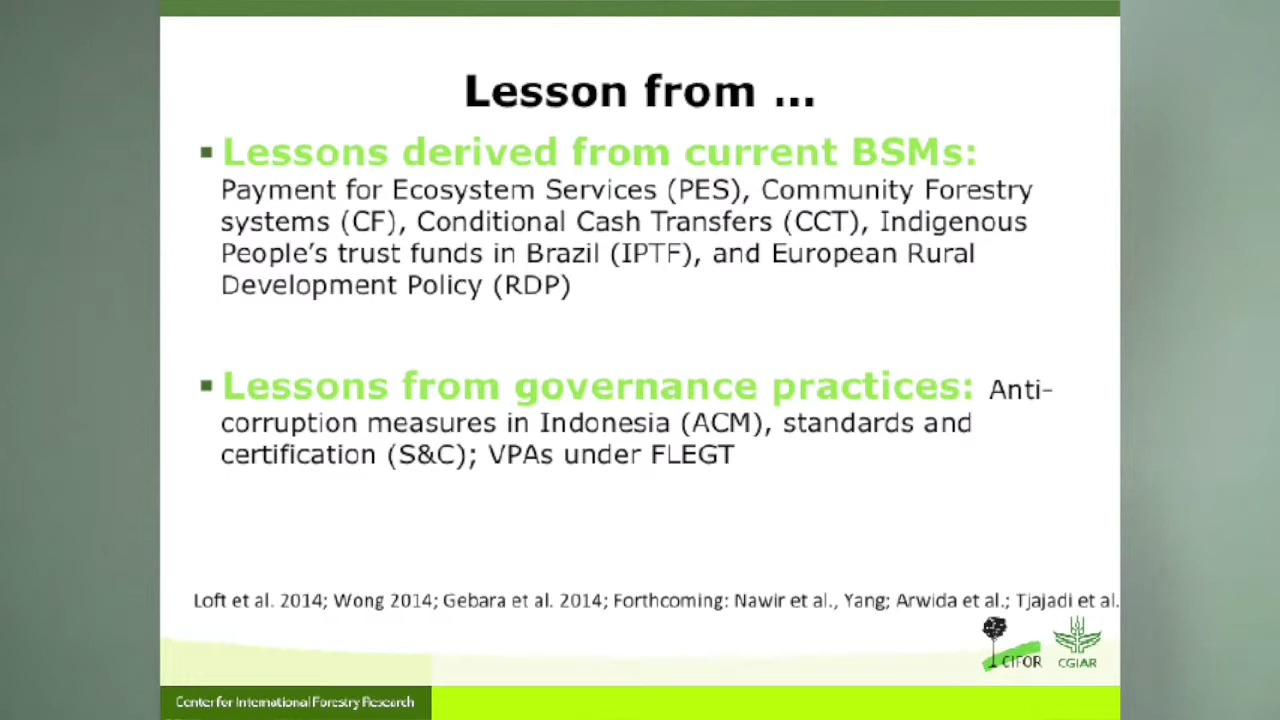 Lesson from ...
Lessons derived from current BSMs:
Payment for Ecosystem Services (PES), Community Forestry
systems (CF), Conditional Cash Transfers (CCT), Indigenous
People's trust funds in Brazil (IPTF), and European Rural
Development Policy (RDP)
Lessons from governance practices: Anti-
corruption measures in Indonesia (ACM), standards and
certification (S&C); VPAs under FLEGT
Loft et al. 2014; Wong 2014; Gebara et al. 2014; Forthcoming: Nawir et al., Yang; Arwida et al.; Tjajadi et al.
CIFOR
CGIAR
Center for International Forestry Research